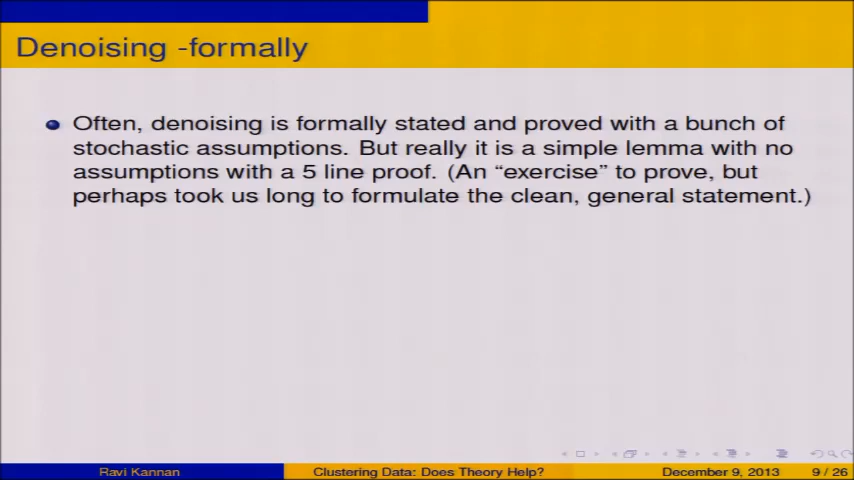 Denoising -formally
Often, denoising is formally stated and proved with a bunch of
stochastic assumptions. But really it is a simple lemma with no
assumptions with a 5 line proof. (An “exercise” to prove, but
perhaps took us long to formulate the clean, general statement.)
Ravi Kannan
Clustering Data: Does Theory Help?
December 9, 2013
9 / 26